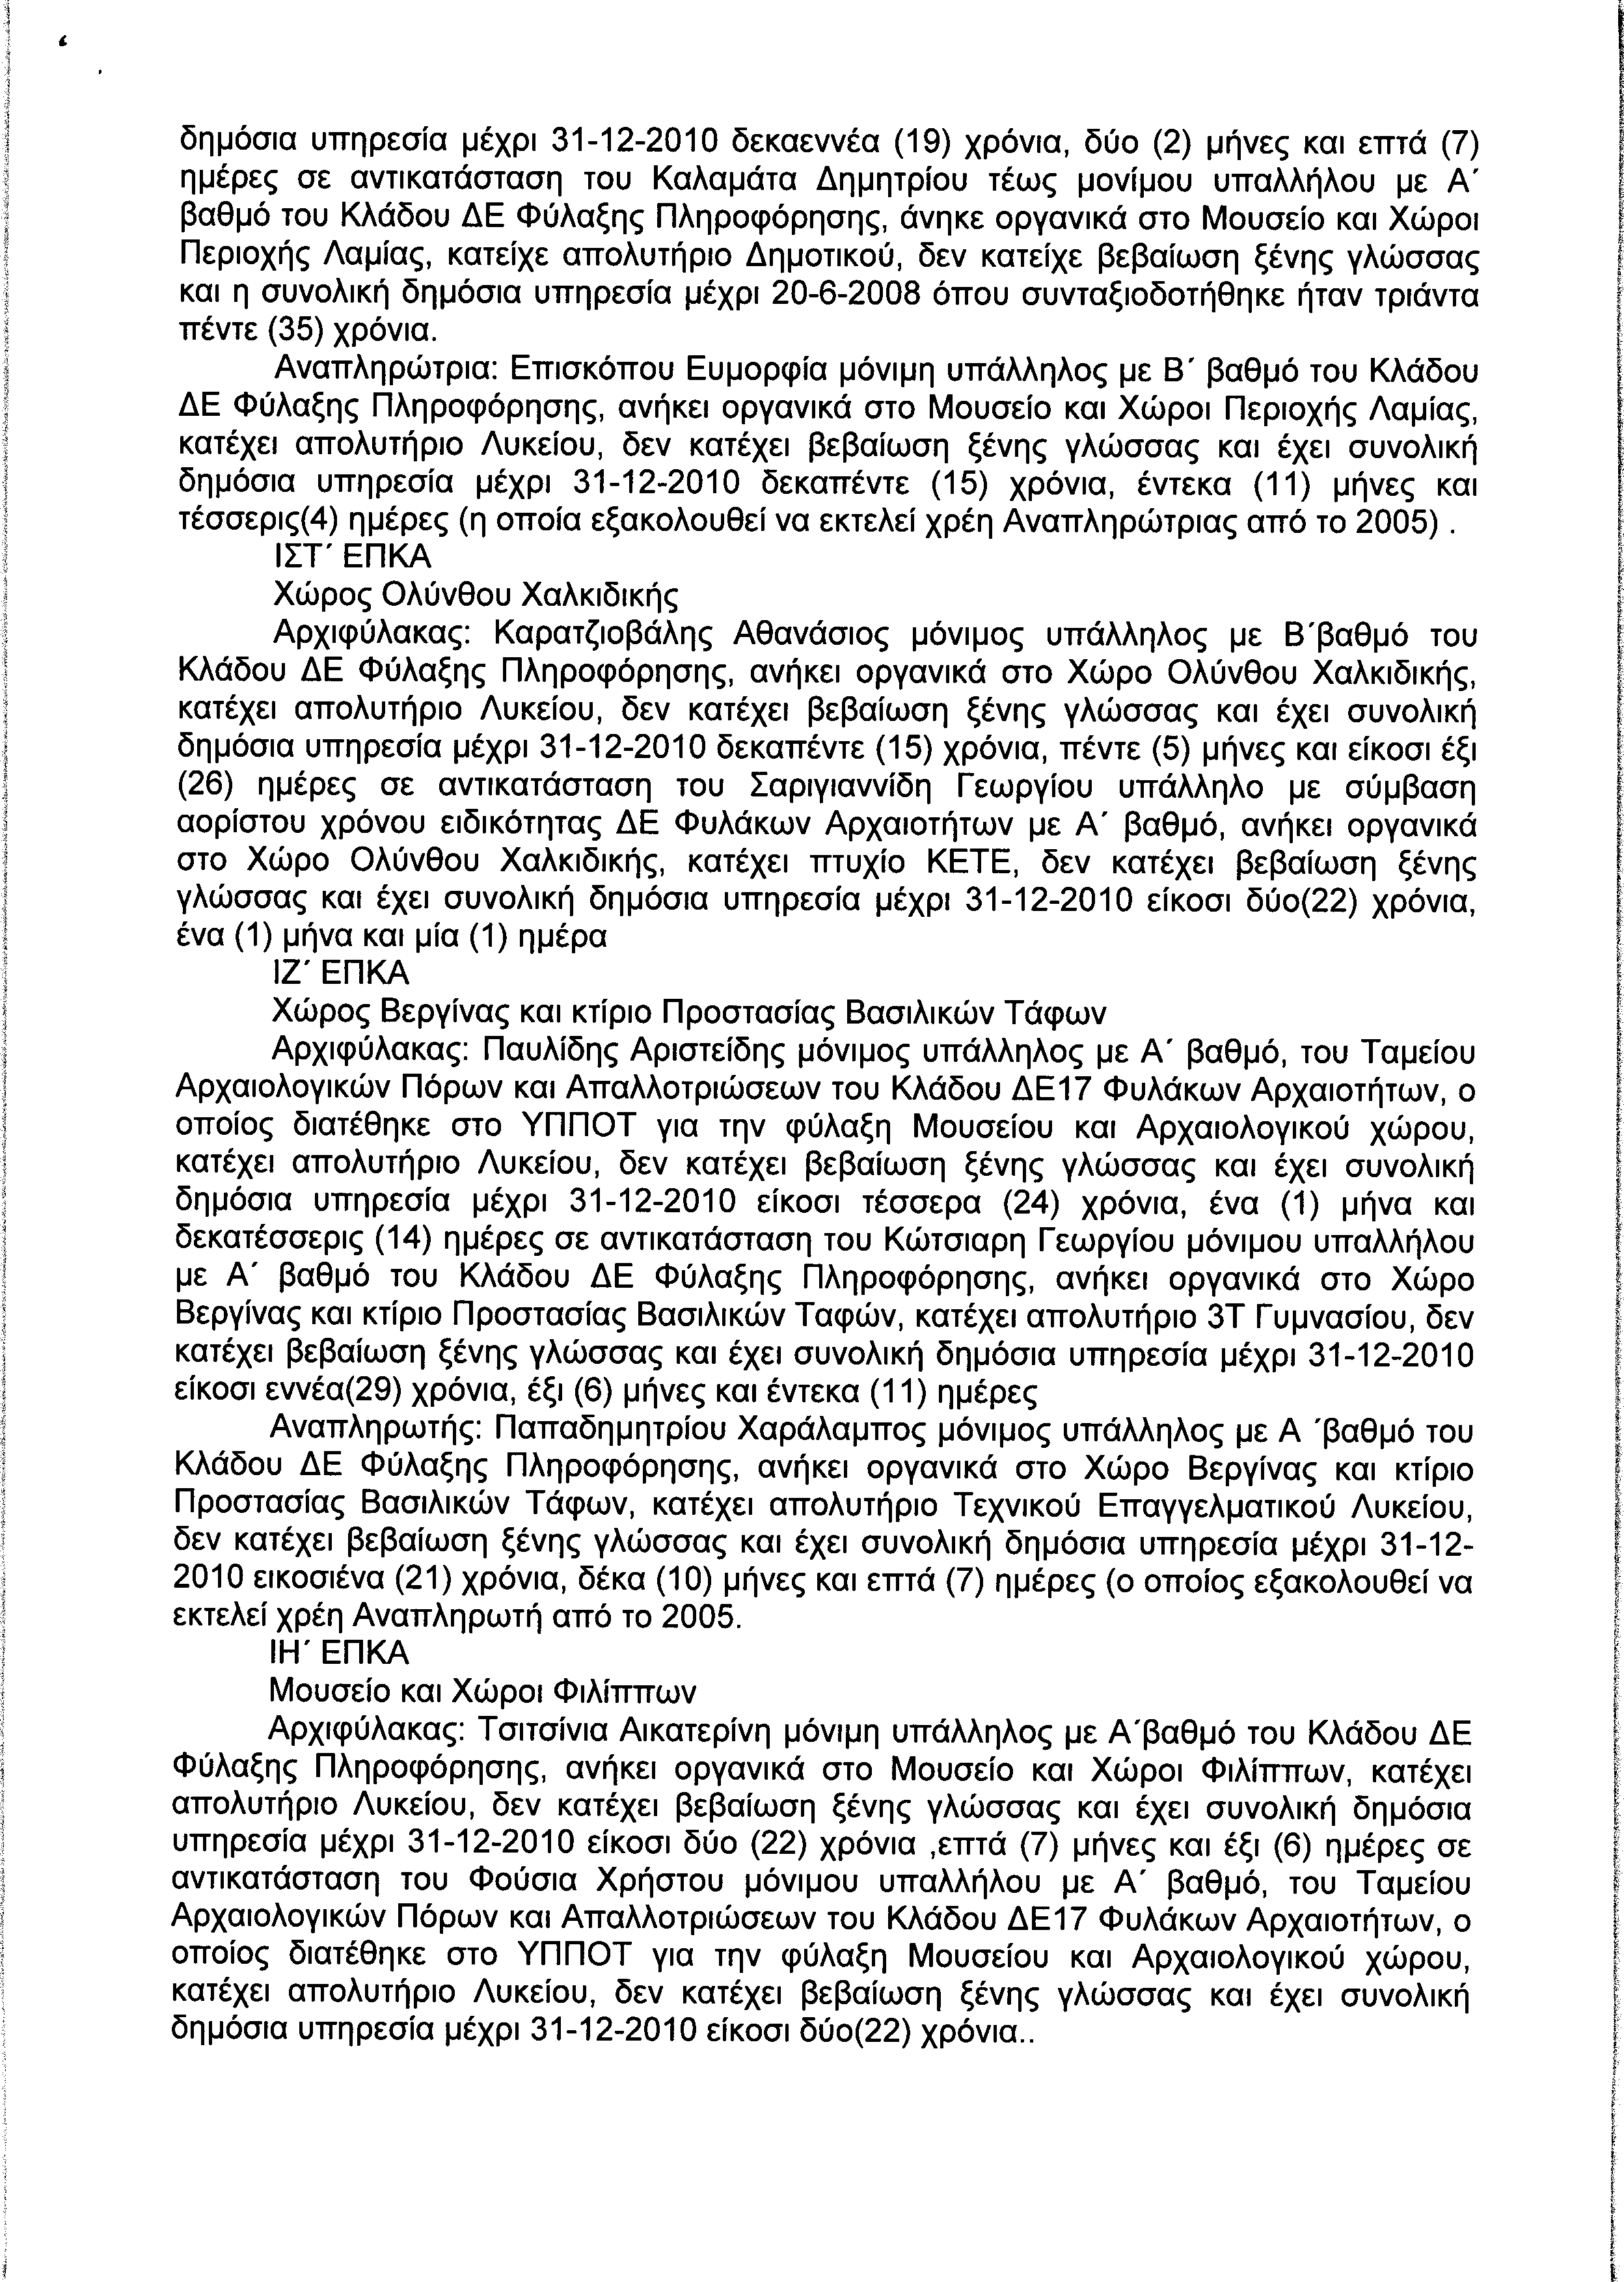 δημόσια υπηρεσία μέχρι 31-12-2010 δεκαεννέα (19) χρόνια, δύο (2) μήνες και επτά (7)
ημέρες σε αντικατάσταση του Καλαμάτα Δημητρίου τέως μονίμου υπαλλήλου με Α΄
βαθμό του Κλάδου ΔΕ Φύλαξης Πληροφόρησης, άνηκε οργανικά στο Μουσείο και Χώροι
Περιοχής Λαμίας, κατείχε απολυτήριο Δημοτικού, δεν κατείχε βεβαίωση ξένης γλώσσας
και η συνολική δημόσια υπηρεσία μέχρι 20-6-2008 όπου συνταξιοδοτήθηκε ήταν τριάντα
πέντε (35) χρόνια.
Αναπληρώτρια: Επισκόπου Ευμορφία μόνιμη υπάλληλος με Β΄ βαθμό του Κλάδου
ΔΕ Φύλαξης Πληροφόρησης, ανήκει οργανικά στο Μουσείο και Χώροι Περιοχής Λαμίας,
κατέχει απολυτήριο Λυκείου, δεν κατέχει βεβαίωση ξένης γλώσσας και έχει συνολική
δημόσια υπηρεσία μέχρι 31-12-2010 δεκαπέντε (15) χρόνια, έντεκα (11) μήνες και
τέσσερις(4) ημέρες (η οποία εξακολουθεί να εκτελεί χρέη Αναπληρώτριας από το 2005) .
ΙΣΤ΄ ΕΠΚΑ
Χώρος Ολύνθου Χαλκιδικής
Αρχιφύλακας: Καρατζιοβάλης Αθανάσιος μόνιμος υπάλληλος με Β΄βαθμό του
Κλάδου ΔΕ Φύλαξης Πληροφόρησης, ανήκει οργανικά στο Χώρο Ολύνθου Χαλκιδικής,
κατέχει απολυτήριο Λυκείου, δεν κατέχει βεβαίωση ξένης γλώσσας και έχει συνολική
δημόσια υπηρεσία μέχρι 31-12-2010 δεκαπέντε (15) χρόνια, πέντε (5) μήνες και είκοσι έξι
(26) ημέρες σε αντικατάσταση του Σαριγιαννίδη Γεωργίου υπάλληλο με σύμβαση
αορίστου χρόνου ειδικότητας ΔΕ Φυλάκων Αρχαιοτήτων με Α΄ βαθμό, ανήκει οργανικά
στο Χώρο Ολύνθου Χαλκιδικής, κατέχει πτυχίο ΚΕΤΕ, δεν κατέχει βεβαίωση ξένης
γλώσσας και έχει συνολική δημόσια υπηρεσία μέχρι 31-12-2010 είκοσι δύο(22) χρόνια,
ένα (1) μήνα και μία (1) ημέρα
ΙΖ΄ ΕΠΚΑ
Χώρος Βεργίνας και κτίριο Προστασίας Βασιλικών Τάφων
Αρχιφύλακας: Παυλίδης Αριστείδης μόνιμος υπάλληλος με Α΄ βαθμό, του Ταμείου
Αρχαιολογικών Πόρων και Απαλλοτριώσεων του Κλάδου ΔΕ17 Φυλάκων Αρχαιοτήτων, ο
οποίος διατέθηκε στο ΥΠΠΟΤ για την φύλαξη Μουσείου και Αρχαιολογικού χώρου,
κατέχει απολυτήριο Λυκείου, δεν κατέχει βεβαίωση ξένης γλώσσας και έχει συνολική
δημόσια υπηρεσία μέχρι 31-12-2010 είκοσι τέσσερα (24) χρόνια, ένα (1) μήνα και
δεκατέσσερις (14) ημέρες σε αντικατάσταση του Κώτσιαρη Γεωργίου μόνιμου υπαλλήλου
με Α΄ βαθμό του Κλάδου ΔΕ Φύλαξης Πληροφόρησης, ανήκει οργανικά στο Χώρο
Βεργίνας και κτίριο Προστασίας Βασιλικών Ταφών, κατέχει απολυτήριο 3Τ Γυμνασίου, δεν
κατέχει βεβαίωση ξένης γλώσσας και έχει συνολική δημόσια υπηρεσία μέχρι 31-12-2010
είκοσι εννέα(29) χρόνια, έξι (6) μήνες και έντεκα (11) ημέρες
Αναπληρωτής: Παπαδημητρίου Χαράλαμπος μόνιμος υπάλληλος με Α ΄βαθμό του
Κλάδου ΔΕ Φύλαξης Πληροφόρησης, ανήκει οργανικά στο Χώρο Βεργίνας και κτίριο
Προστασίας Βασιλικών Τάφων, κατέχει απολυτήριο Τεχνικού Επαγγελματικού Λυκείου,
δεν κατέχει βεβαίωση ξένης γλώσσας και έχει συνολική δημόσια υπηρεσία μέχρι 31-12-
2010 εικοσιένα (21) χρόνια, δέκα (10) μήνες και επτά (7) ημέρες (ο οποίος εξακολουθεί να
εκτελεί χρέη Αναπληρωτή από το 2005.
ΙΗ΄ ΕΠΚΑ
Μουσείο και Χώροι Φιλίππων
Αρχιφύλακας: Τσιτσίνια Αικατερίνη μόνιμη υπάλληλος με Α΄βαθμό του Κλάδου ΔΕ
Φύλαξης Πληροφόρησης, ανήκει οργανικά στο Μουσείο και Χώροι Φιλίππων, κατέχει
απολυτήριο Λυκείου, δεν κατέχει βεβαίωση ξένης γλώσσας και έχει συνολική δημόσια
υπηρεσία μέχρι 31-12-2010 είκοσι δύο (22) χρόνια ,επτά (7) μήνες και έξι (6) ημέρες σε
αντικατάσταση του Φούσια Χρήστου μόνιμου υπαλλήλου με Α΄ βαθμό, του Ταμείου
Αρχαιολογικών Πόρων και Απαλλοτριώσεων του Κλάδου ΔΕ17 Φυλάκων Αρχαιοτήτων, ο
οποίος διατέθηκε στο ΥΠΠΟΤ για την φύλαξη Μουσείου και Αρχαιολογικού χώρου,
κατέχει απολυτήριο Λυκείου, δεν κατέχει βεβαίωση ξένης γλώσσας και έχει συνολική
δημόσια υπηρεσία μέχρι 31-12-2010 είκοσι δύο(22) χρόνια..